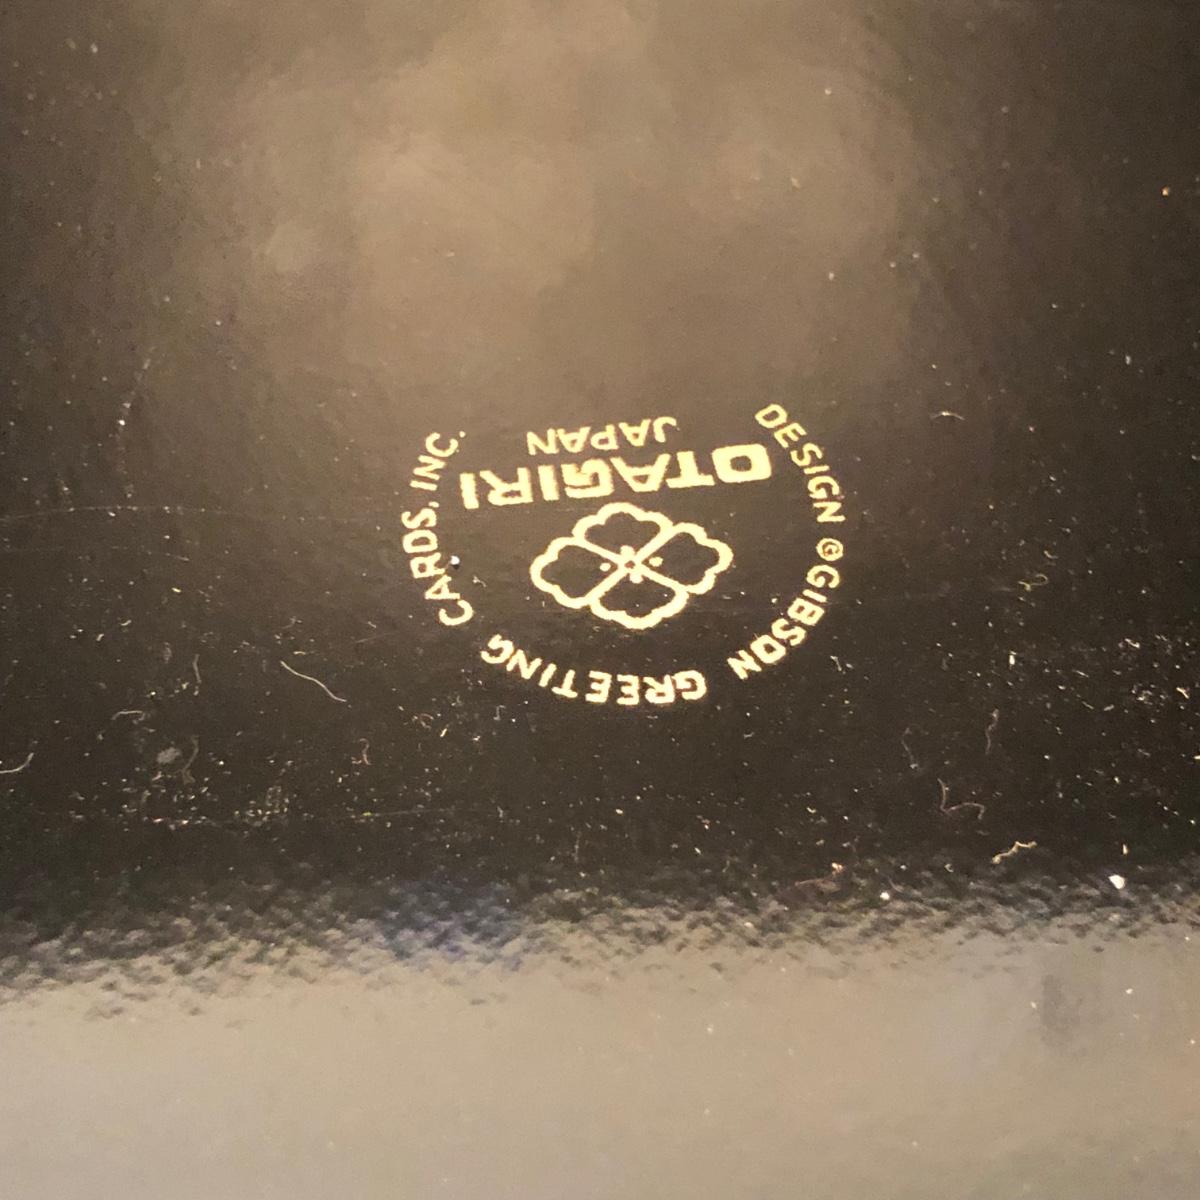 DESIGN © GIBSON GREETING CARDS, INC.
OTAGIRI
JAPAN